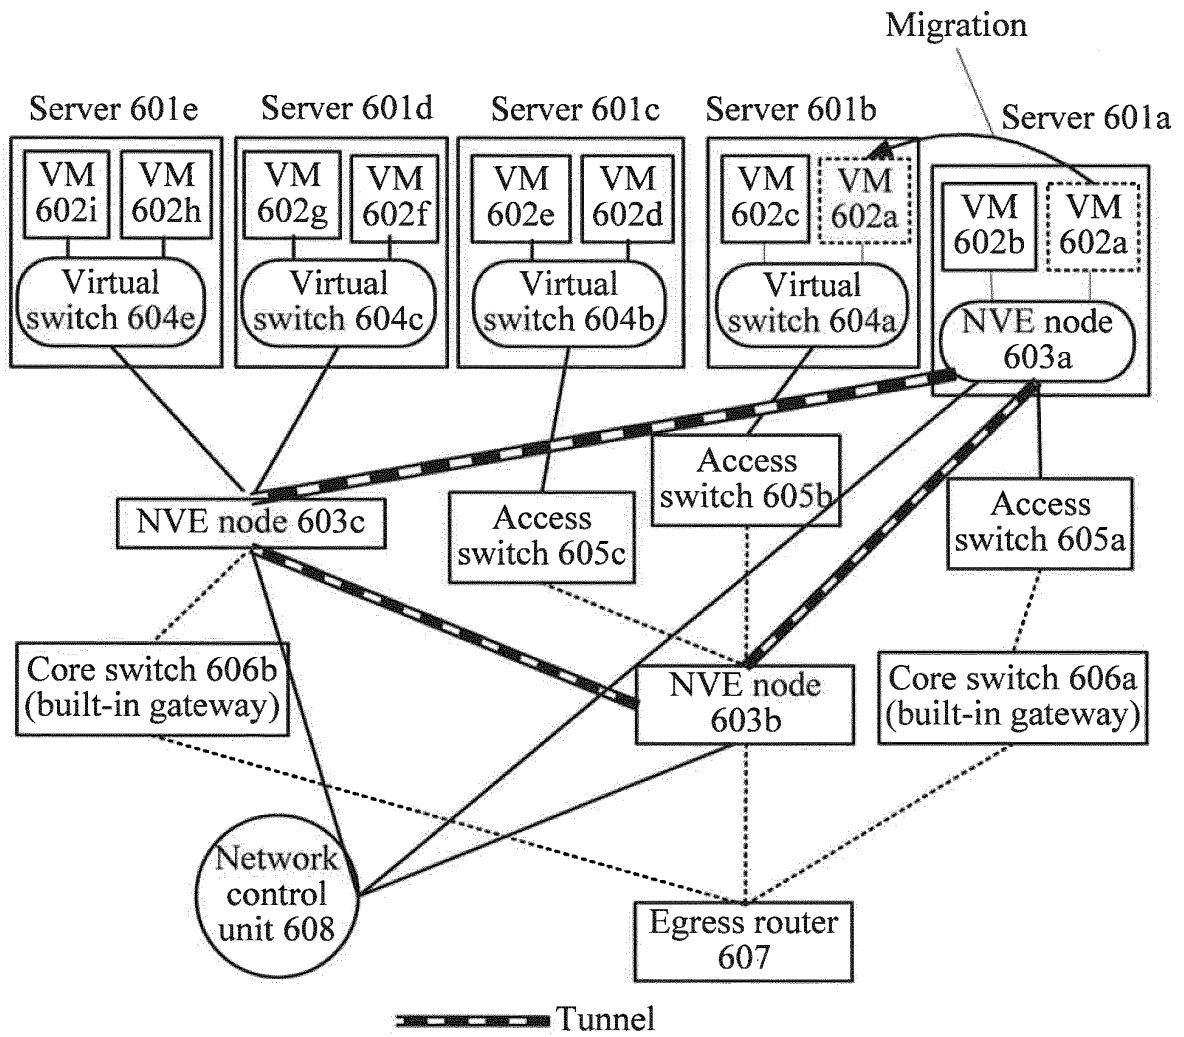 Migration
Server 601e
Server 601d
Server 601c
Server 601b
Server 601a
VM
602i
VM
602h
VM
602g
VM
602f
VM
602e
VM
602d
VM
602c
VM
602a
VM
602b
VM
602a
Virtual
switch 604e
Virtual
switch 604c
Virtual
switch 604b
Virtual
switch 604a
NVE node
603a
NVE node 603c
Access
switch 605c
Access
switch 605b
Access
switch 605a
Core switch 606b
(built-in gateway)
NVE node
603b
Core switch 606a
(built-in gateway)
Network
control
unit 608
Egress router
607
Tunnel